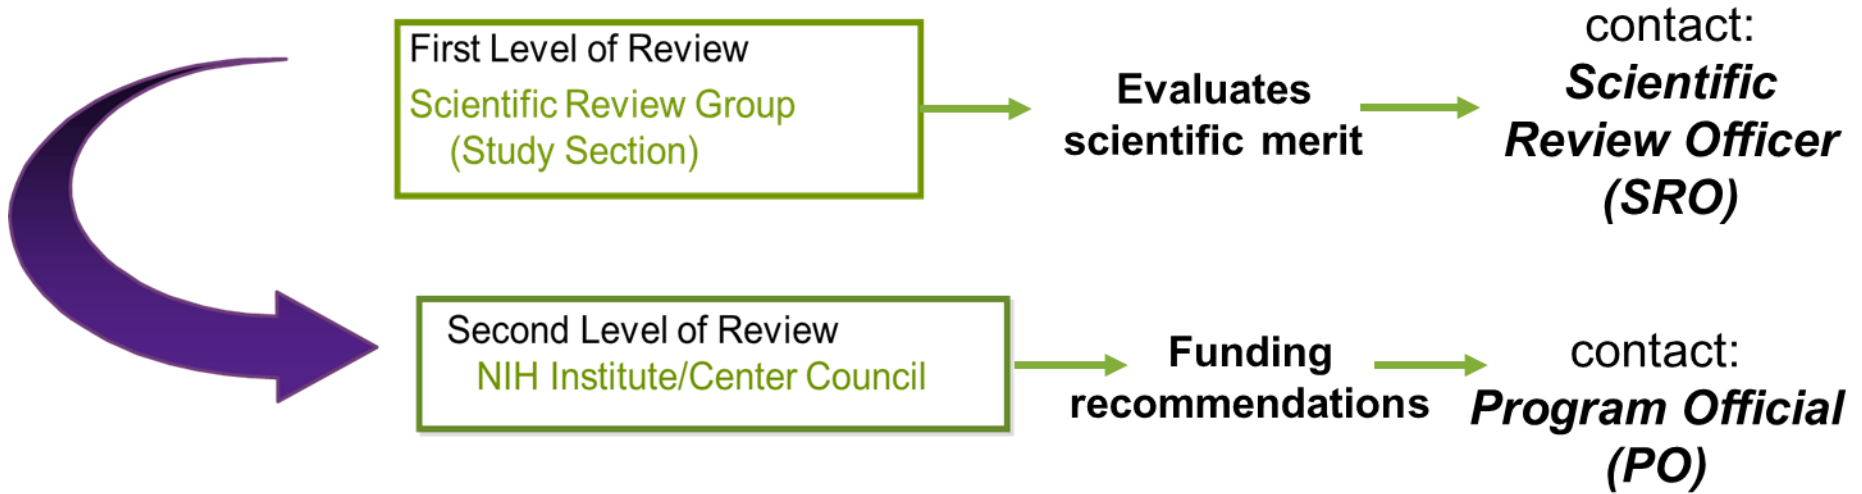 First Level of Review
Scientific Review Group
(Study Section)
Evaluates
scientific merit
contact:
Scientific
Review Officer
(SRO)
Second Level of Review
NIH Institute/Center Council
Funding
recommendations
contact:
Program Official
(PO)